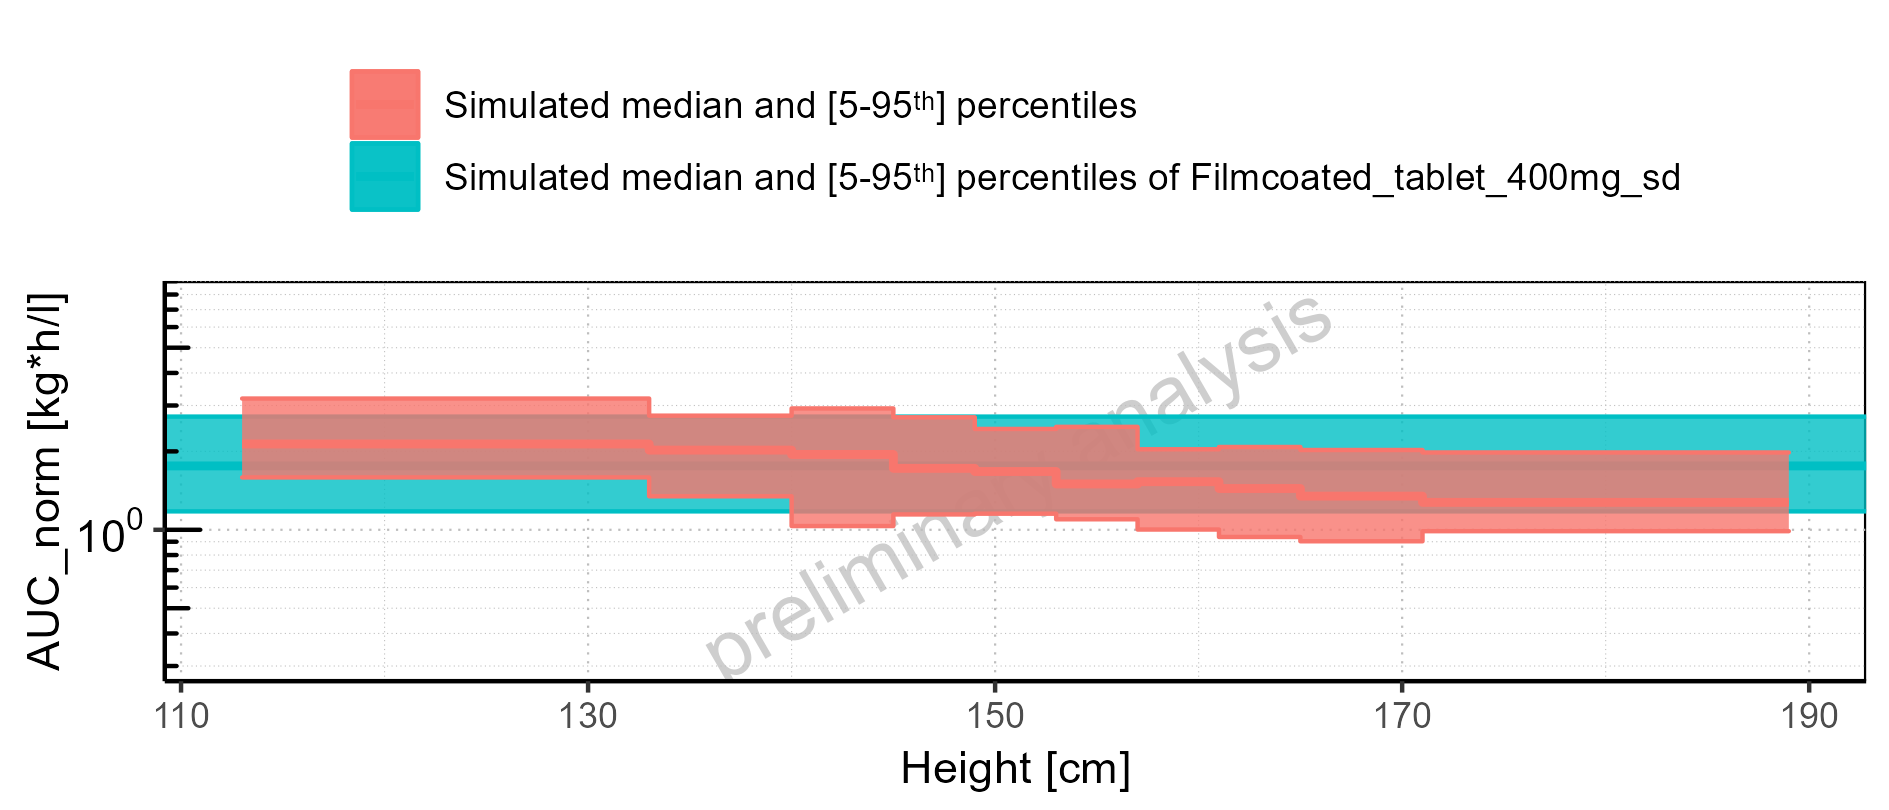 Simulated median and [5-95th] percentiles
Simulated median and [5-95th] percentiles of Filmcoated_tablet_400mg_sd
AUC_norm [kg*h/l]
10^0
preliminary analysis
110 130 150 170 190
Height [cm]